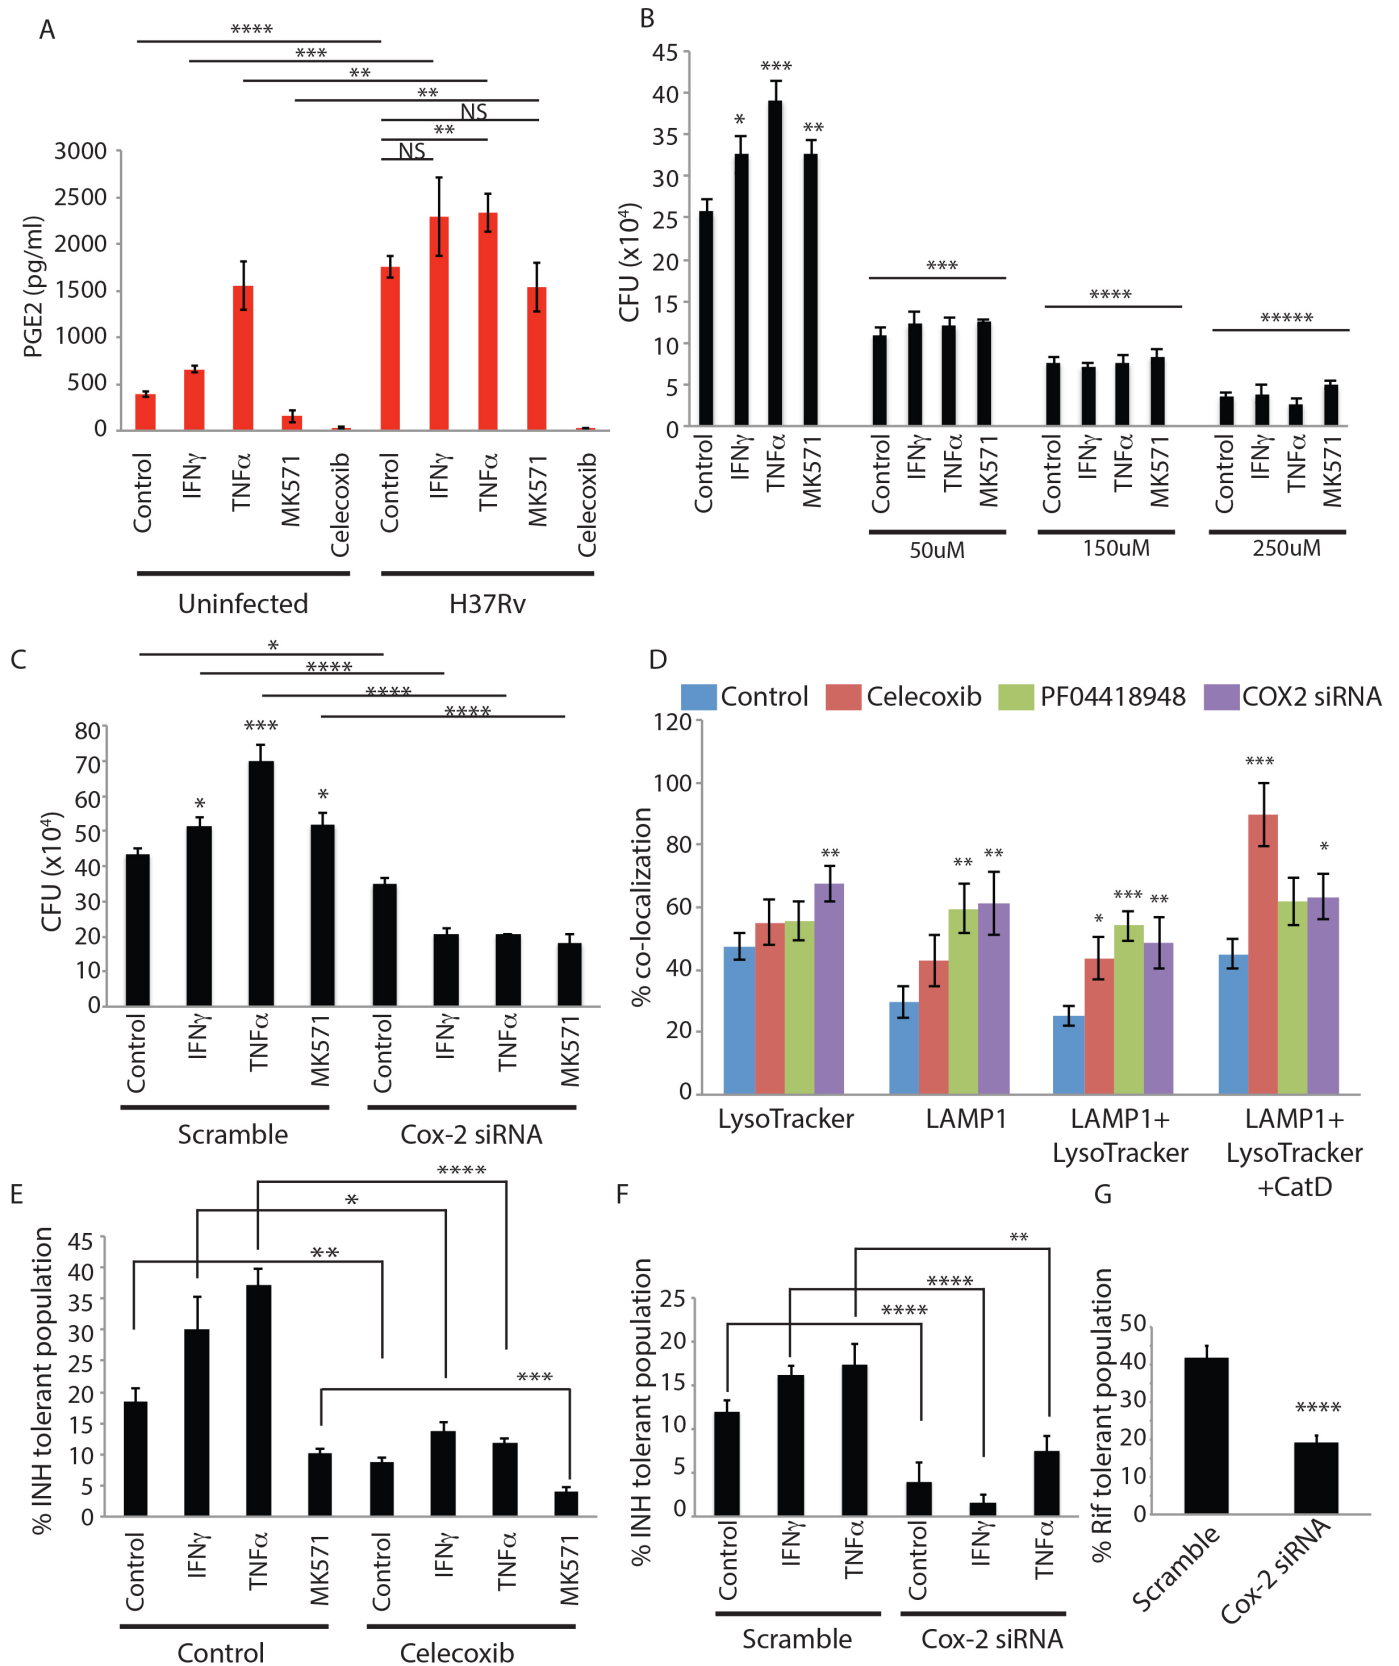 A
****
***
**
**
NS
**
NS
3000
2500
2000
1500
1000
500
0
PGE2 (pg/ml)
Control
IFNγ
TNFα
MK571
Celecoxib
Control
IFNγ
TNFα
MK571
Celecoxib
Uninfected
H37Rv
B
45
40
35
30
25
20
15
10
5
0
CFU (x10⁴)
*
***
**
***
****
*****
Control
IFNγ
TNFα
MK571
Control
IFNγ
TNFα
MK571
Control
IFNγ
TNFα
MK571
Control
IFNγ
TNFα
MK571
50uM
150uM
250uM
C
*
****
****
****
80
70
60
50
40
30
20
10
0
CFU (x10⁴)
*
***
*
Control
IFNγ
TNFα
MK571
Control
IFNγ
TNFα
MK571
Scramble
Cox-2 siRNA
D
Control
Celecoxib
PF04418948
COX2 siRNA
120
100
80
60
40
20
0
% co-localization
**
**
**
*
***
**
***
*
LysoTracker
LAMP1
LAMP1+
LysoTracker
LAMP1+
LysoTracker
+CatD
E
****
*
**
***
45
40
35
30
25
20
15
10
5
0
% INH tolerant population
Control
IFNγ
TNFα
MK571
Control
IFNγ
TNFα
MK571
Control
Celecoxib
F
**
****
****
25
20
15
10
5
0
% INH tolerant population
Control
IFNγ
TNFα
Control
IFNγ
TNFα
Scramble
Cox-2 siRNA
G
50
40
30
20
10
0
% Rif tolerant population
****
Scramble
Cox-2 siRNA